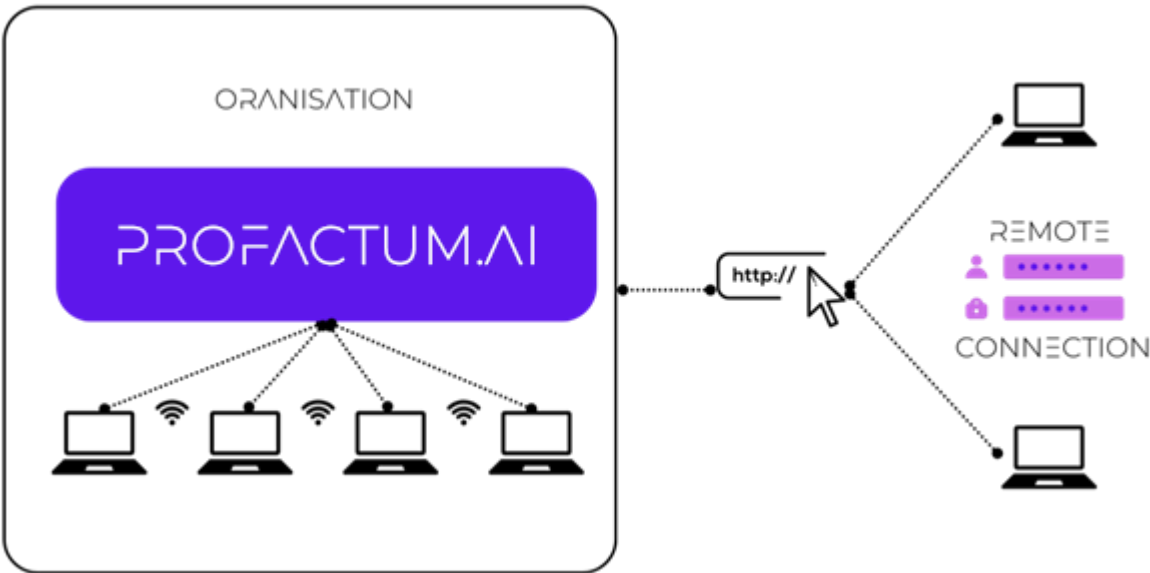 ORANISATION
PROFACTUM.AI
http://
REMOTE
CONNECTION